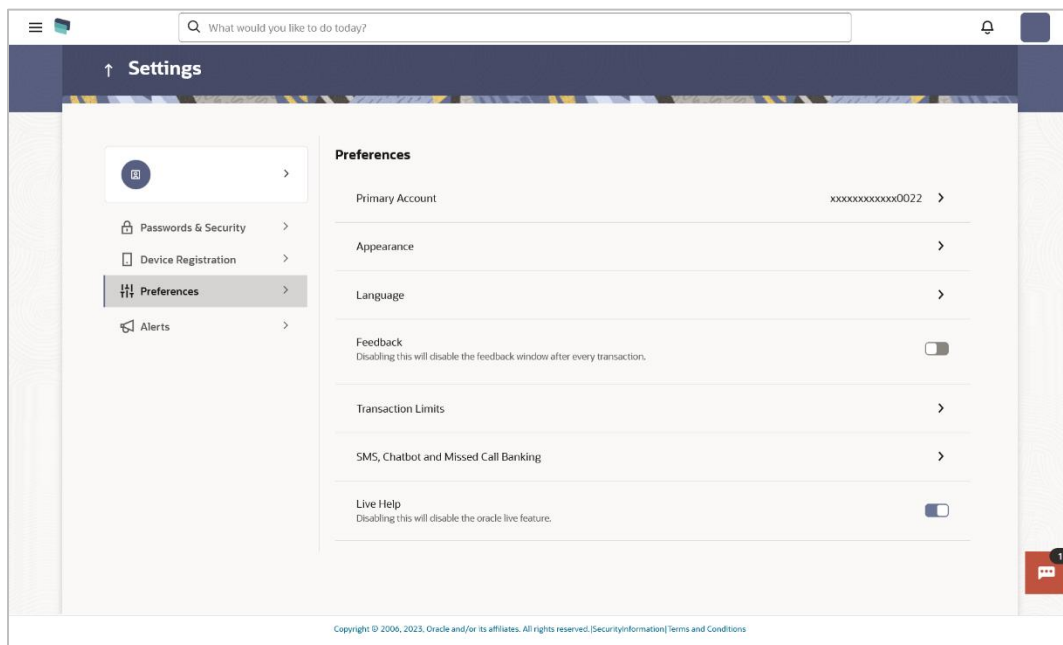 What would you like to do today?
Settings
Preferences
Primary Account xxxxxxxxxxxx0022
Passwords & Security
Appearance
Device Registration
Preferences
Language
Alerts
Feedback
Disabling this will disable the feedback window after every transaction.
Transaction Limits
SMS, Chatbot and Missed Call Banking
Live Help
Disabling this will disable the oracle live feature.
1
Copyright © 2006, 2023, Oracle and/or its affiliates. All rights reserved.|SecurityInformation|Terms and Conditions